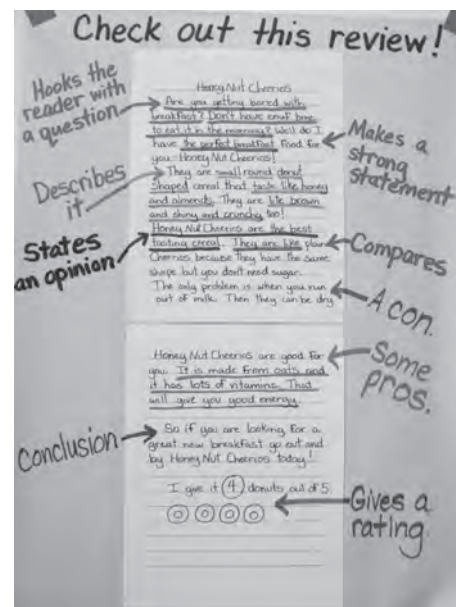 Check out this review!
Hooks the
reader with
a question
Describes
it
States
an opinion
Conclusion
Honey Nut Cheerios
Are you getting bored with
breakfast? Don't have enuf time
to eat it in the morning? Well do I
have the perfect breakfast food for
you-Honey Nut Cheerios!
They are small round donut
shaped cereal that taste like honey
and almonds. They are lite brown
and shiny and crunchy too!
Honey Nut Cheerios are the best
tasting cereal. They are like plain
Cheerios because they have the same
shape but you don't need sugar.
The only problem is when you run
out of milk. Then they can be dry.
Honey Nut Cheerios are good for
you. It is made from oats and
it has lots of vitamins. That
will give you good energy.
So if you are looking for a
great new breakfast go out and
by Honey Nut Cheerios today!
I give it 4 donuts out of 5
Makes a
strong
statement
Compares
A con.
Some
pros.
Gives a
rating.